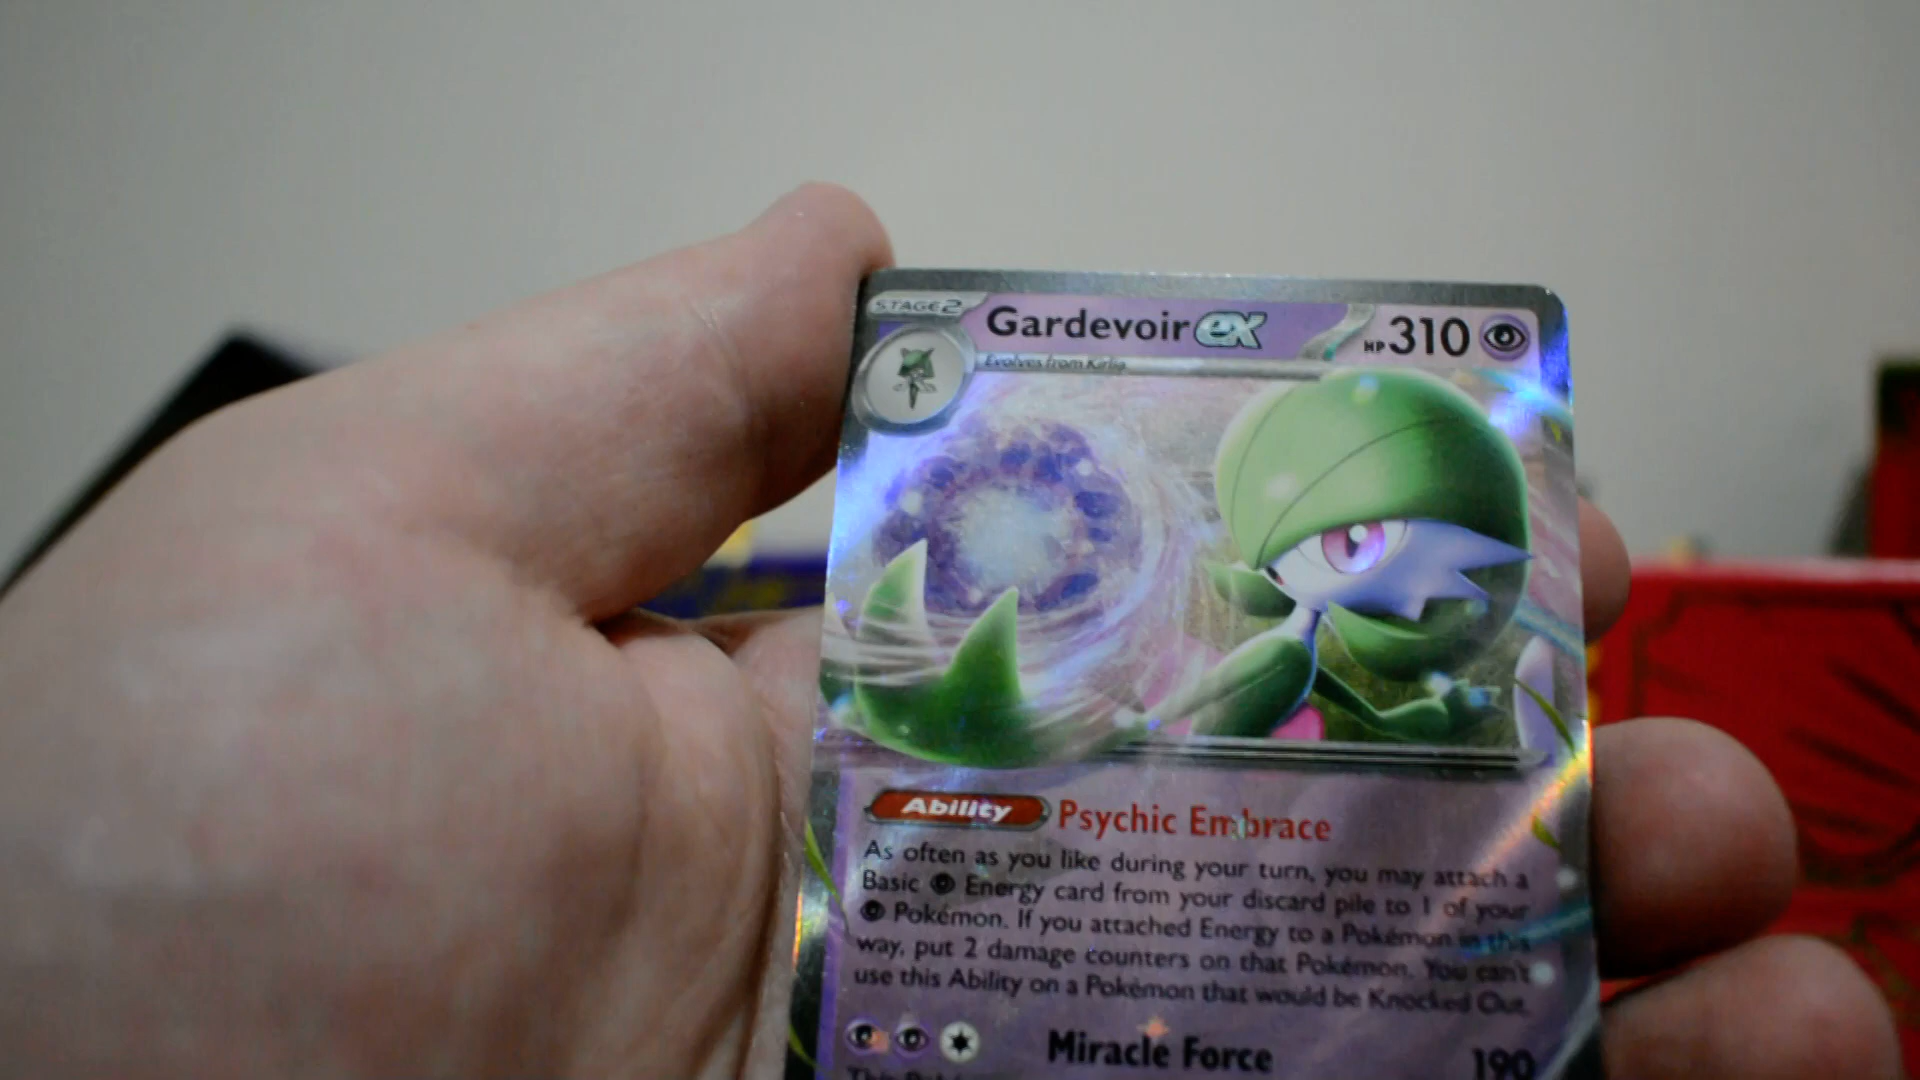 STAGE 2
Gardevoir ex
HP 310
Evolves from Kirlia
Ability Psychic Embrace
As often as you like during your turn, you may attach a
Basic Energy card from your discard pile to 1 of your
Pokémon. If you attached Energy to a Pokémon in this
way, put 2 damage counters on that Pokémon. You can't
use this Ability on a Pokémon that would be Knocked Out.
Miracle Force 190